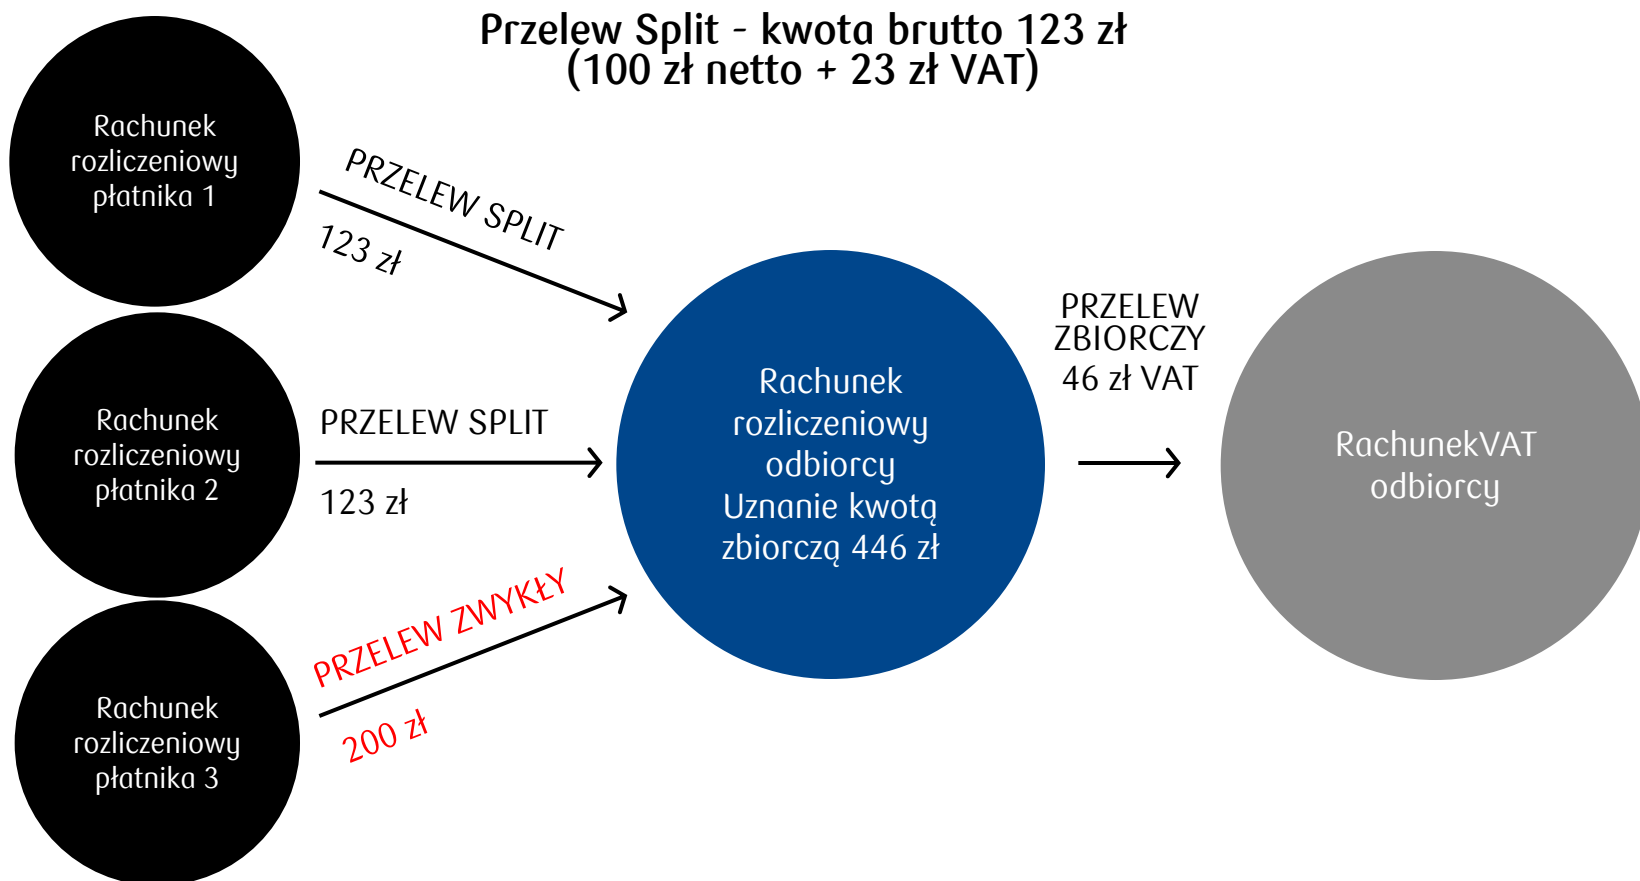 Przelew Split - kwota brutto 123 zł
(100 zł netto + 23 zł VAT)
Rachunek
rozliczeniowy
płatnika 1
PRZELEW SPLIT
123 zł
Rachunek
rozliczeniowy
płatnika 2
PRZELEW SPLIT
123 zł
Rachunek
rozliczeniowy
płatnika 3
PRZELEW ZWYKŁY
200 zł
Rachunek
rozliczeniowy
odbiorcy
Uznanie kwotą
zbiorczą 446 zł
PRZELEW
ZBIORCZY
46 zł VAT
RachunekVAT
odbiorcy